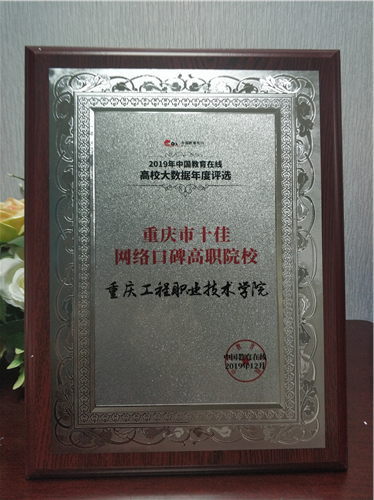 2019年中国教育在线
高校大数据年度评选
重庆市十佳
网络口碑高职院校
重庆工程职业技术学院
中国教育在线
2019年12月